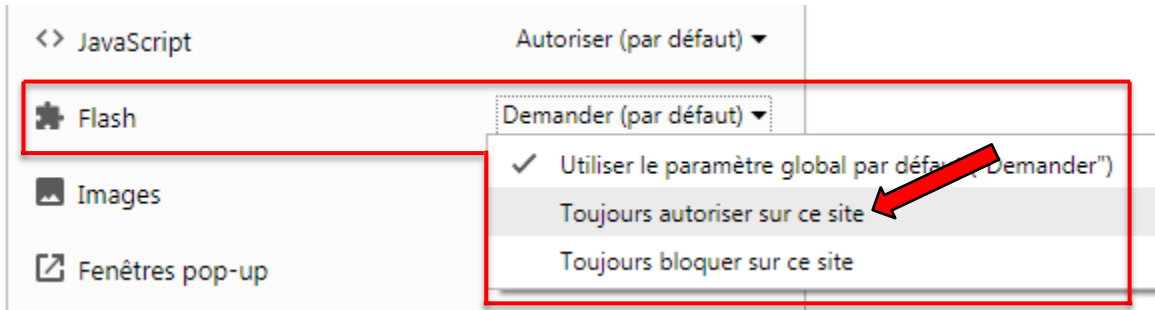 <> JavaScript Autoriser (par défaut)
Flash Demander (par défaut)
Utiliser le paramètre global par défaut ("Demander")
Images
Toujours autoriser sur ce site
Fenêtres pop-up
Toujours bloquer sur ce site